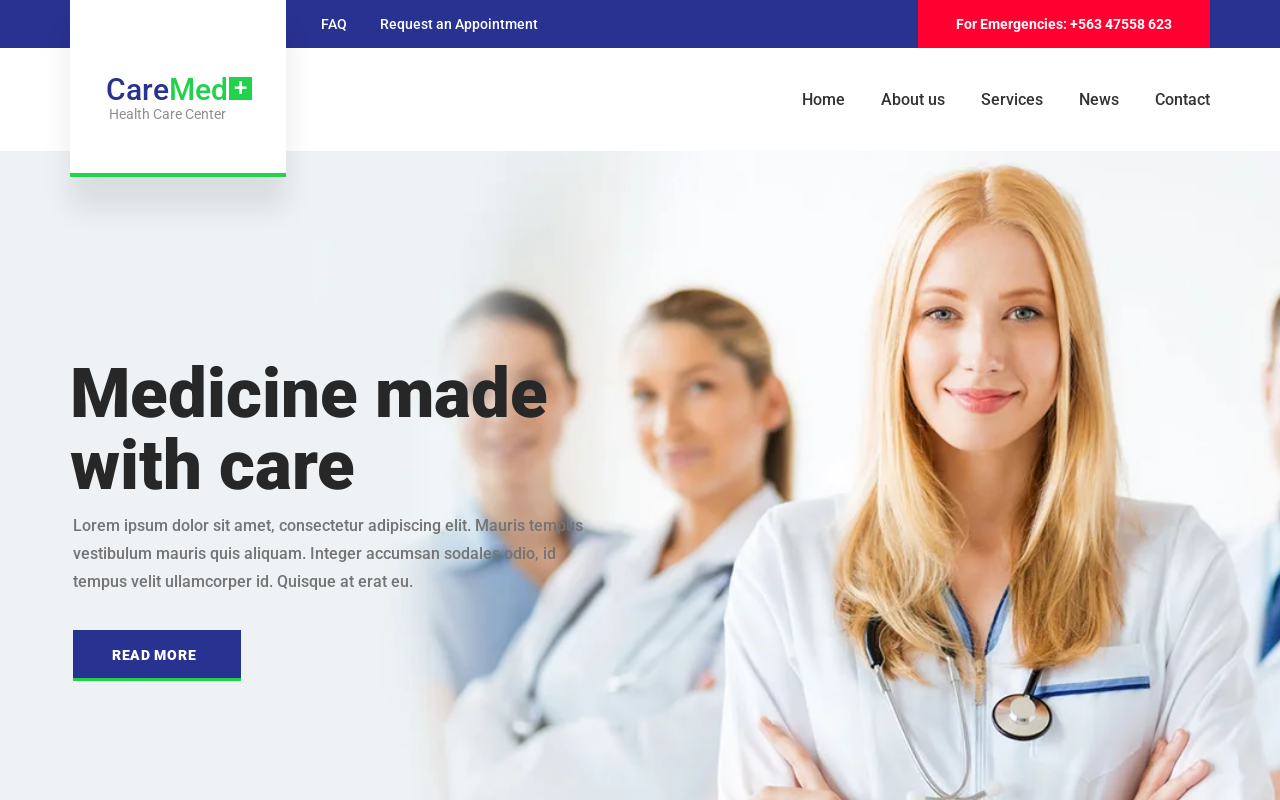 FAQ
Request an Appointment
For Emergencies: +563 47558 623
CareMed+
Health Care Center
Home
About us
Services
News
Contact
Medicine made
with care
Lorem ipsum dolor sit amet, consectetur adipiscing elit. Mauris tempus
vestibulum mauris quis aliquam. Integer accumsan sodales odio, id
tempus velit ullamcorper id. Quisque at erat eu.
READ MORE